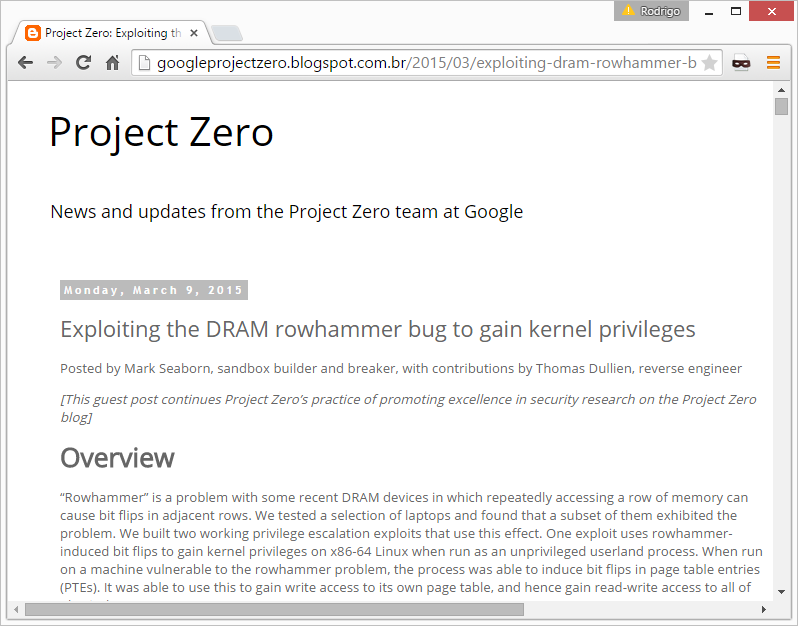 Rodrigo
Project Zero: Exploiting th
googleprojectzero.blogspot.com.br/2015/03/exploiting-dram-rowhammer-b
Project Zero
News and updates from the Project Zero team at Google
Monday, March 9, 2015
Exploiting the DRAM rowhammer bug to gain kernel privileges
Posted by Mark Seaborn, sandbox builder and breaker, with contributions by Thomas Dullien, reverse engineer
[This guest post continues Project Zero’s practice of promoting excellence in security research on the Project Zero
blog]
Overview
“Rowhammer” is a problem with some recent DRAM devices in which repeatedly accessing a row of memory can
cause bit flips in adjacent rows. We tested a selection of laptops and found that a subset of them exhibited the
problem. We built two working privilege escalation exploits that use this effect. One exploit uses rowhammer-
induced bit flips to gain kernel privileges on x86-64 Linux when run as an unprivileged userland process. When run
on a machine vulnerable to the rowhammer problem, the process was able to induce bit flips in page table entries
(PTEs). It was able to use this to gain write access to its own page table, and hence gain read-write access to all of